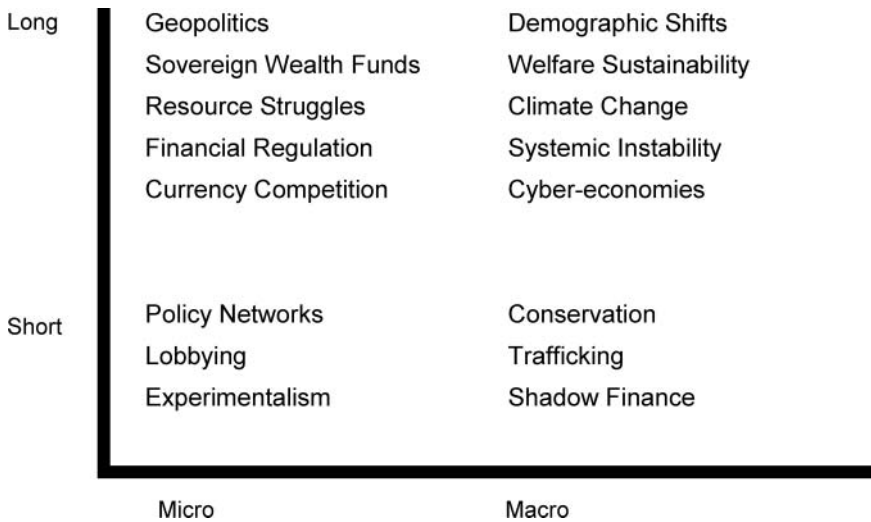 Long Geopolitics Demographic Shifts
Sovereign Wealth Funds Welfare Sustainability
Resource Struggles Climate Change
Financial Regulation Systemic Instability
Currency Competition Cyber-economies
Short Policy Networks Conservation
Lobbying Trafficking
Experimentalism Shadow Finance
Micro Macro